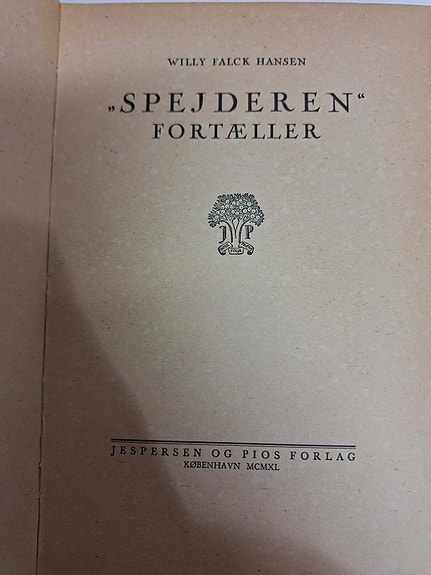 WILLY FALCK HANSEN
„SPEJDEREN“
FORTÆLLER
J P
JESPERSEN OG PIOS FORLAG
KØBENHAVN MCMXL